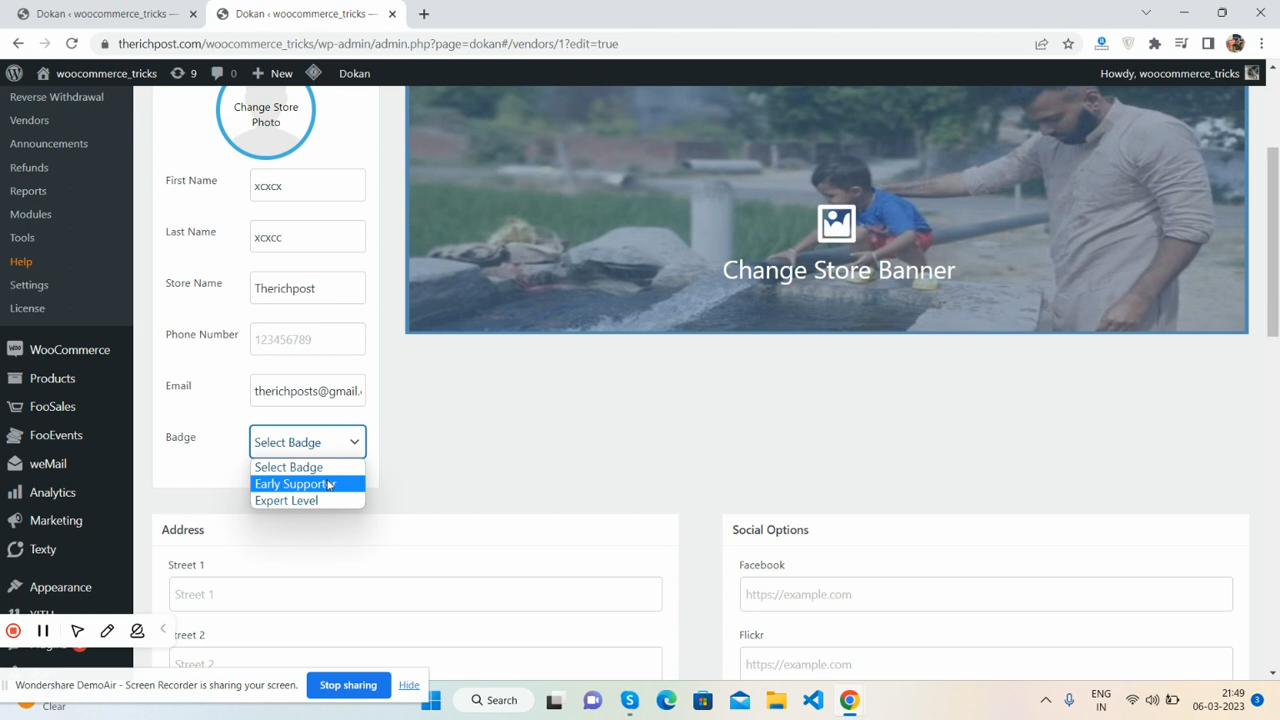 Dokan ‹ woocommerce_tricks —
Dokan ‹ woocommerce_tricks —
therichpost.com/woocommerce_tricks/wp-admin/admin.php?page=dokan#/vendors/1?edit=true
woocommerce_tricks
9
0
New
Dokan
Howdy, woocommerce_tricks
Reverse Withdrawal
Vendors
Announcements
Refunds
Reports
Modules
Tools
Help
Settings
License
WooCommerce
Products
FooSales
FooEvents
weMail
Analytics
Marketing
Texty
Appearance
Change Store
Photo
First Name
xcxcx
Last Name
xcxcc
Store Name
Therichpost
Phone Number
123456789
Email
therichposts@gmail.
Badge
Select Badge
Select Badge
Early Supporter
Expert Level
Change Store Banner
Address
Street 1
Street 1
Street 2
Social Options
Facebook
https://example.com
Flickr
https://example.com
Wondershare DemoAir - Screen Recorder is sharing your screen.
Stop sharing
Hide
Clear
Search
ENG
IN
21:49
06-03-2023
3